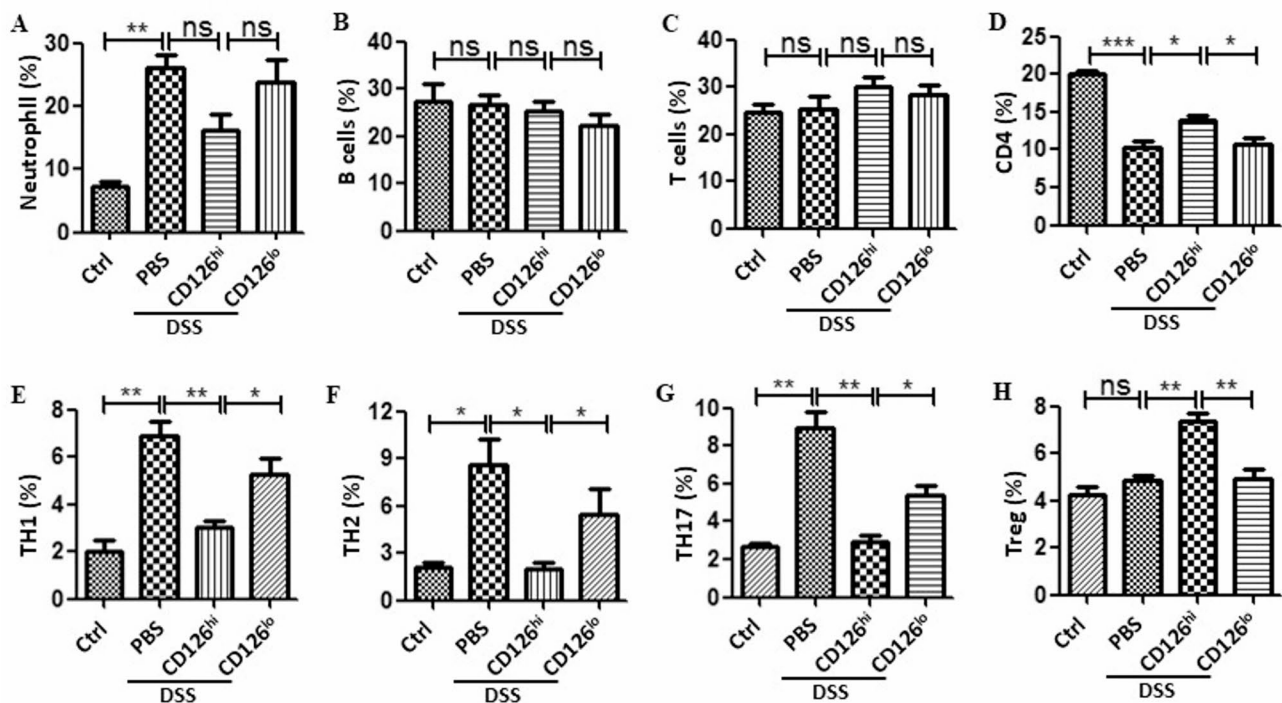 A
** ns ns
Neutrophil (%)
30
20
10
0
Ctrl
PBS
CD126hi
CD126lo
DSS
B
ns ns ns
B cells (%)
40
30
20
10
0
Ctrl
PBS
CD126hi
CD126lo
DSS
C
ns ns ns
T cells (%)
40
30
20
10
0
Ctrl
PBS
CD126hi
CD126lo
DSS
D
*** * *
CD4 (%)
25
20
15
10
5
0
Ctrl
PBS
CD126hi
CD126lo
DSS
E
** ** *
TH1 (%)
8
6
4
2
0
Ctrl
PBS
CD126hi
CD126lo
DSS
F
* * *
TH2 (%)
12
9
6
3
0
Ctrl
PBS
CD126hi
CD126lo
DSS
G
** ** *
TH17 (%)
10
8
6
4
2
0
Ctrl
PBS
CD126hi
CD126lo
DSS
H
ns ** **
Treg (%)
8
6
4
2
0
Ctrl
PBS
CD126hi
CD126lo
DSS